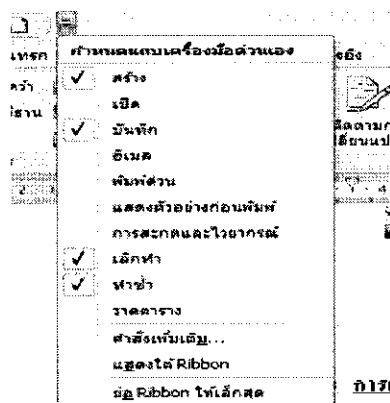 แทรก
กำหนดแถบเครื่องมือด่วนเอง
สร้าง
เปิด
บันทึก
อีเมล
พิมพ์ด่วน
แสดงตัวอย่างก่อนพิมพ์
การสะกดและไวยากรณ์
เลิกทำ
ทำซ้ำ
วาดตาราง
คำสั่งเพิ่มเติม...
แสดงใต้ Ribbon
ย่อ Ribbon ให้เล็กสุด